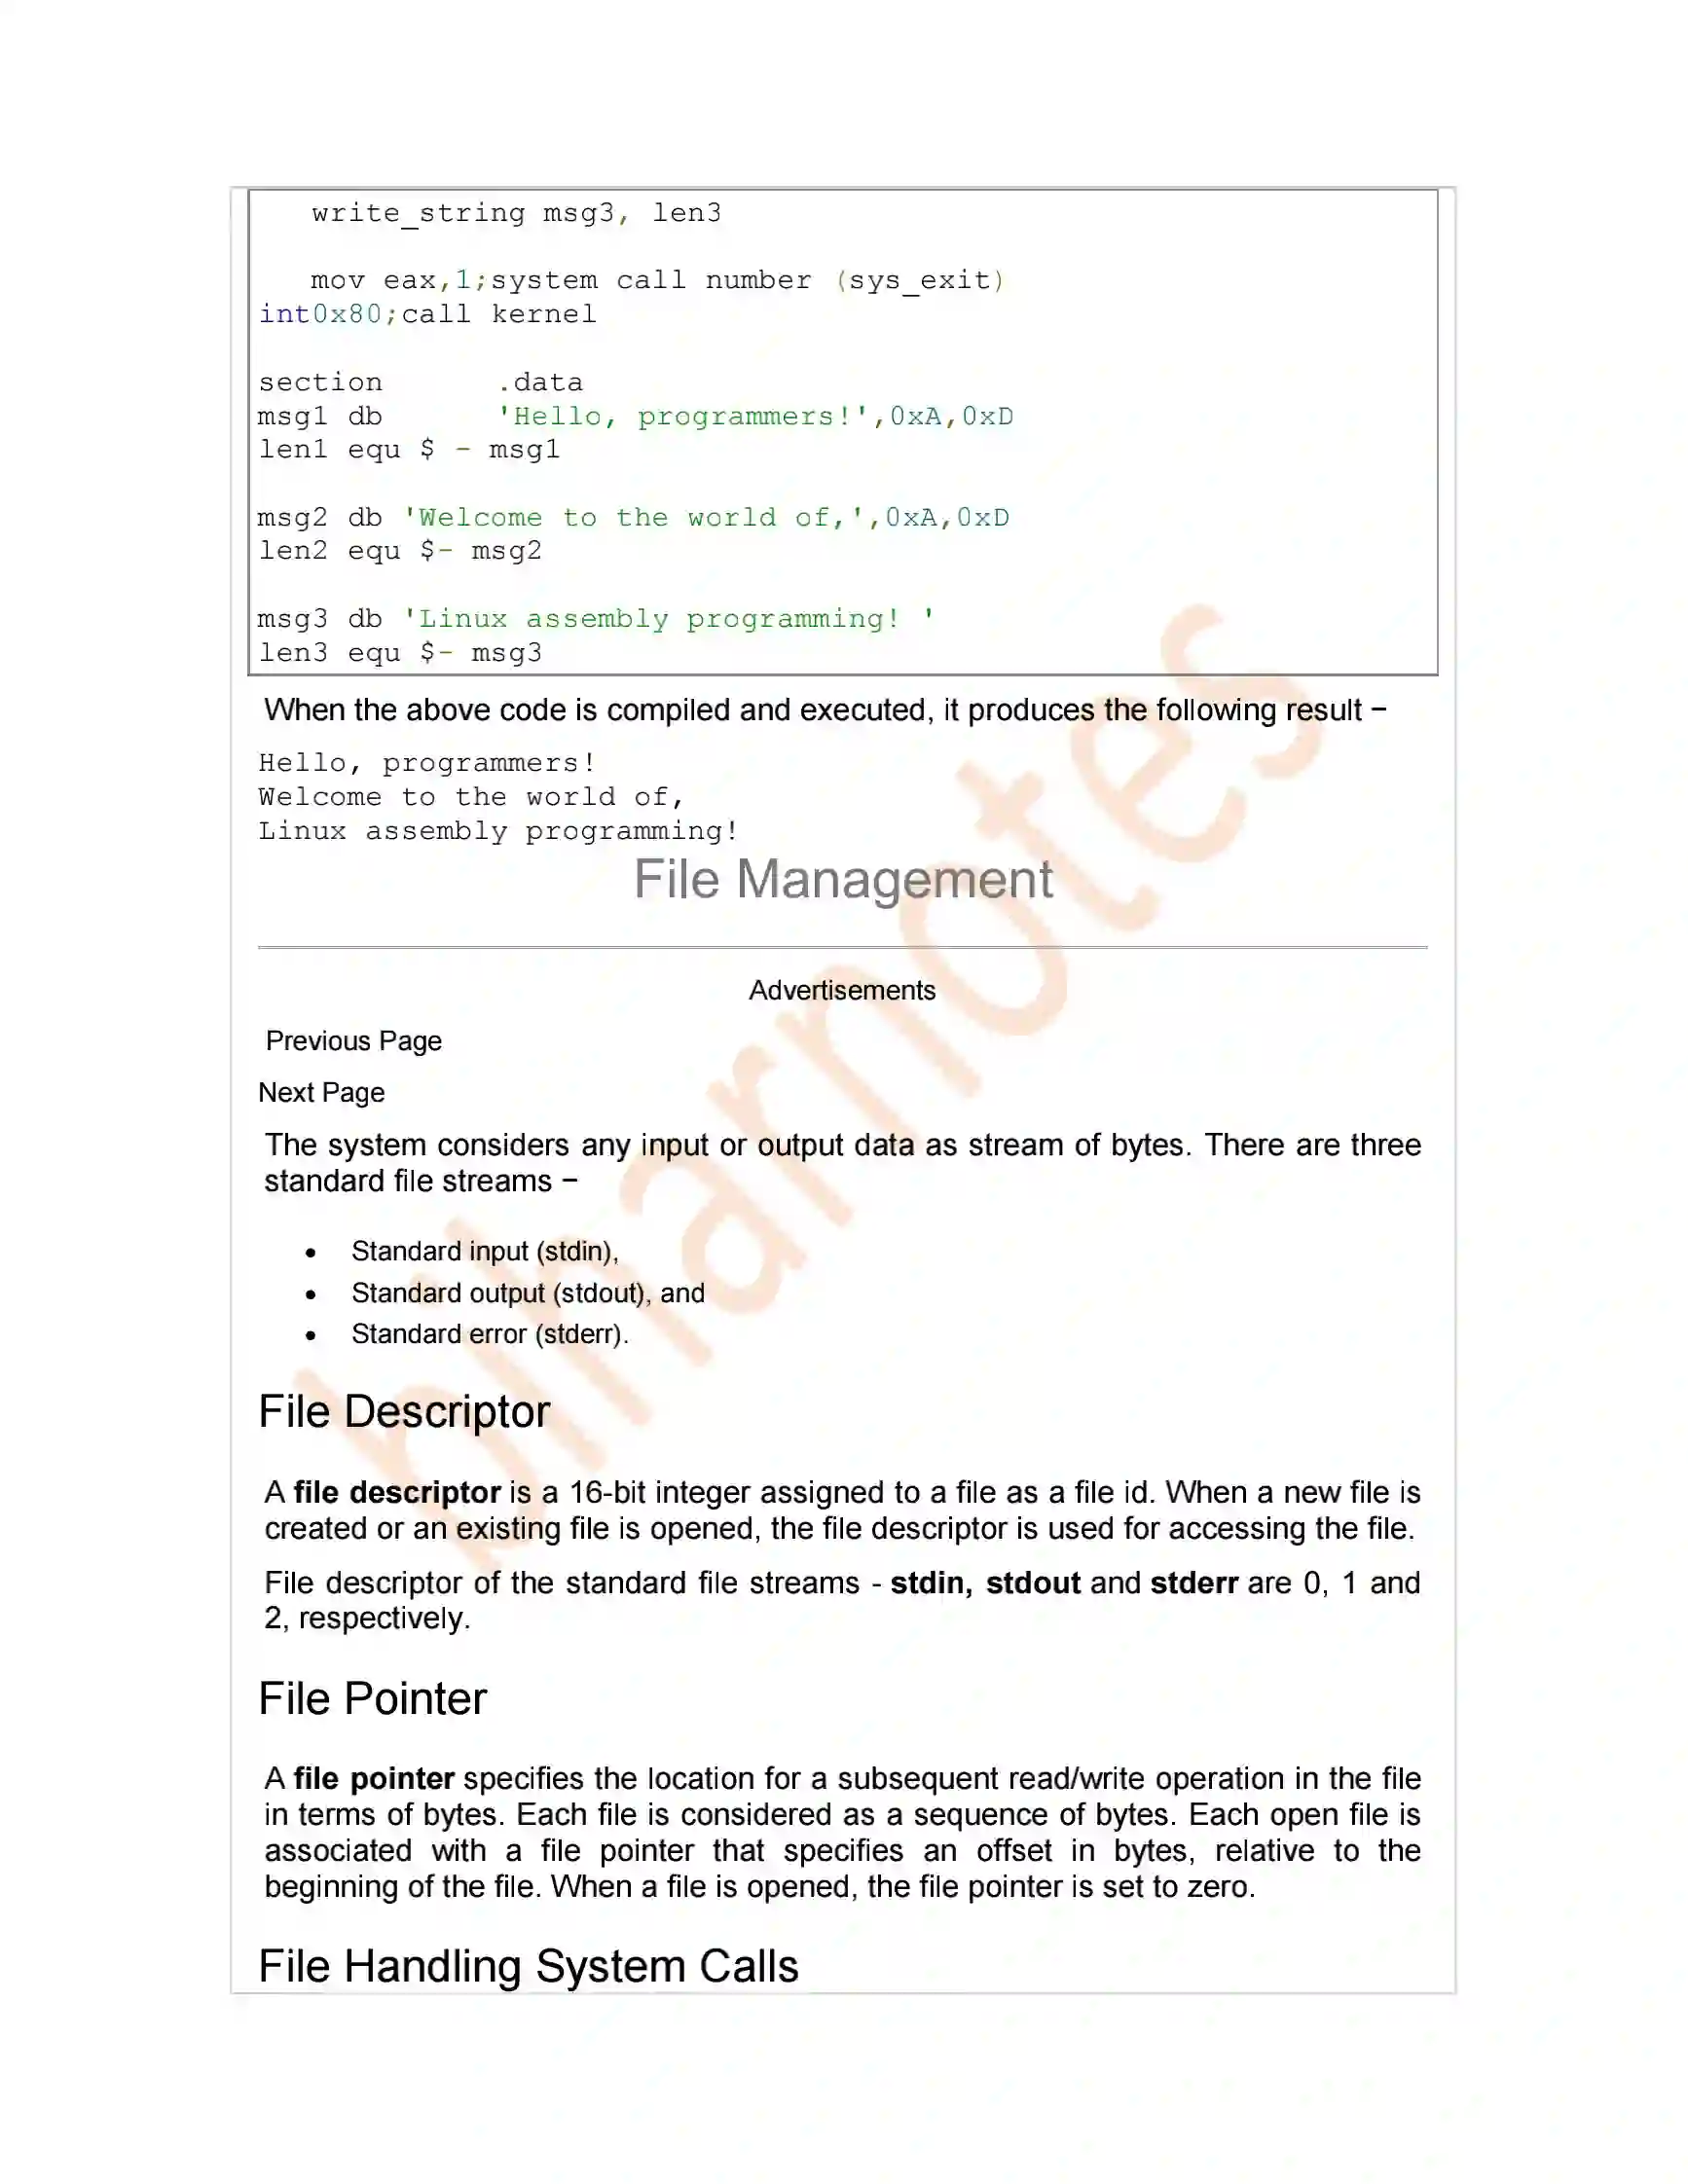 write_string msg3, len3
mov eax,1;system call number (sys_exit)
int0x80;call kernel
section .data
msg1 db 'Hello, programmers!',0xA,0xD
len1 equ $ - msg1
msg2 db 'Welcome to the world of,',0xA,0xD
len2 equ $- msg2
msg3 db 'Linux assembly programming! '
len3 equ $- msg3
When the above code is compiled and executed, it produces the following result −
Hello, programmers!
Welcome to the world of,
Linux assembly programming!
File Management
Advertisements
Previous Page
Next Page
The system considers any input or output data as stream of bytes. There are three
standard file streams −
• Standard input (stdin),
• Standard output (stdout), and
• Standard error (stderr).
File Descriptor
A file descriptor is a 16-bit integer assigned to a file as a file id. When a new file is
created or an existing file is opened, the file descriptor is used for accessing the file.
File descriptor of the standard file streams - stdin, stdout and stderr are 0, 1 and
2, respectively.
File Pointer
A file pointer specifies the location for a subsequent read/write operation in the file
in terms of bytes. Each file is considered as a sequence of bytes. Each open file is
associated with a file pointer that specifies an offset in bytes, relative to the
beginning of the file. When a file is opened, the file pointer is set to zero.
File Handling System Calls
biharnotes